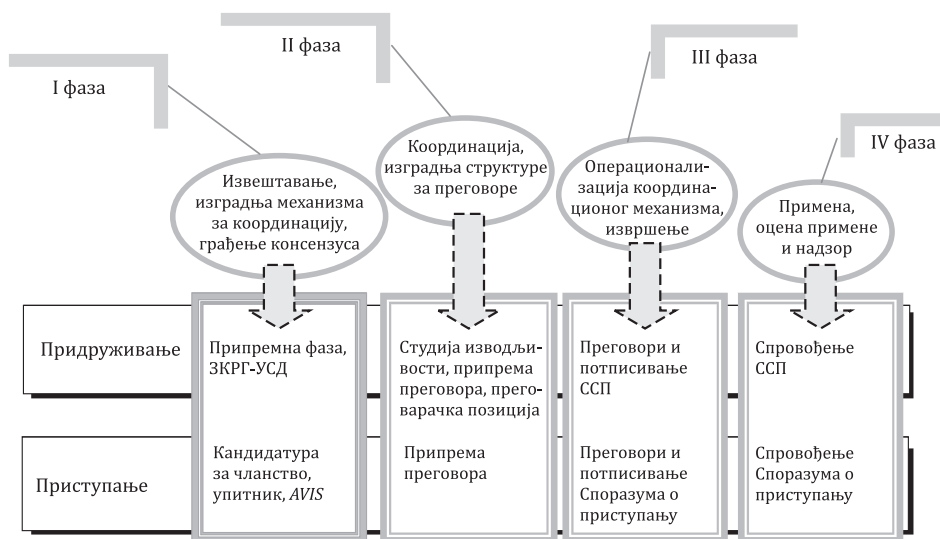 I фаза
II фаза
III фаза
IV фаза
Извештавање,
изградња механизма
за координацију,
грађење консензуса
Координација,
изградња структуре
за преговоре
Операционали-
зација координа-
ционог механизма,
извршење
Примена,
оцена примене
и надзор
Придруживање
Припремна фаза,
ЗКРГ-УСД
Студија изводљи-
вости, припрема
преговора, прего-
варачка позиција
Преговори и
потписивање
ССП
Спровођење
ССП
Приступање
Кандидатура
за чланство,
упитник, AVIS
Припрема
преговора
Преговори и
потписивање
Споразума о
приступању
Спровођење
Споразума о
приступању